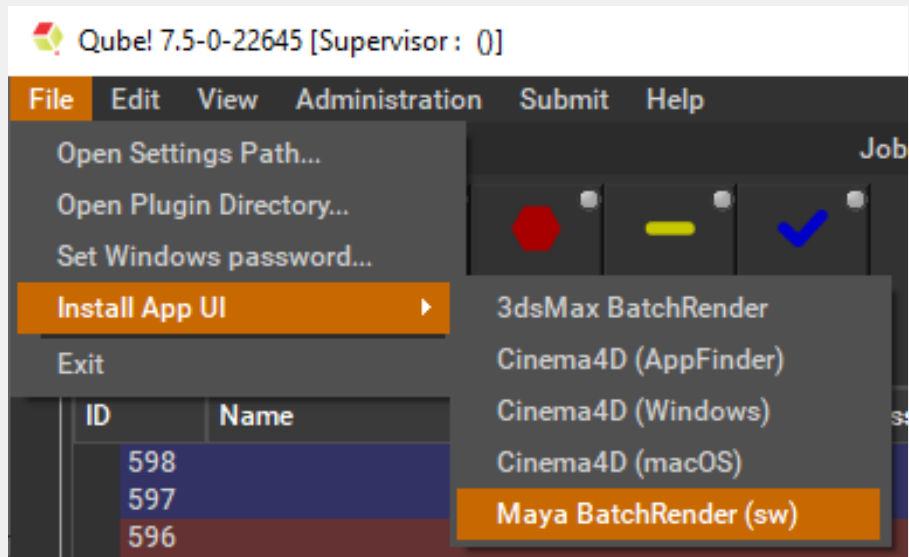 Qube! 7.5-0-22645 [Supervisor : ()]
File Edit View Administration Submit Help
Open Settings Path...
Job
Open Plugin Directory...
Set Windows password...
Install App UI
3dsMax BatchRender
Exit
Cinema4D (AppFinder)
Cinema4D (Windows)
ID Name
Cinema4D (macOS)
598
597
Maya BatchRender (sw)
596